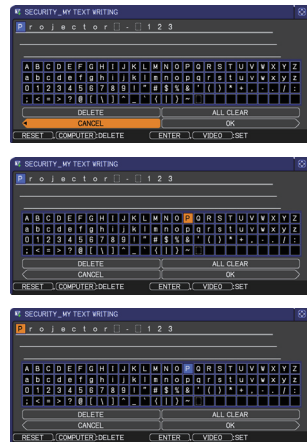 SECURITY_MY TEXT WRITING
P r o j e c t o r □ - □ 1 2 3
A B C D E F G H I J K L M N O P Q R S T U V W X Y Z
a b c d e f g h i j k l m n o p q r s t u v w x y z
0 1 2 3 4 5 6 7 8 9 ! " # $ % & ' ( ) * + , - . / :
; < = > ? @ [ \ ] ^ _ ` { | } ~
DELETE ALL CLEAR
CANCEL OK
RESET ,(COMPUTER):DELETE ENTER ,( VIDEO ):SET
SECURITY_MY TEXT WRITING
P r o j e c t o r □ - □ 1 2 3
A B C D E F G H I J K L M N O P Q R S T U V W X Y Z
a b c d e f g h i j k l m n o p q r s t u v w x y z
0 1 2 3 4 5 6 7 8 9 ! " # $ % & ' ( ) * + , - . / :
; < = > ? @ [ \ ] ^ _ ` { | } ~
DELETE ALL CLEAR
CANCEL OK
RESET ,(COMPUTER):DELETE ENTER ,( VIDEO ):SET
SECURITY_MY TEXT WRITING
P r o j e c t o r □ - □ 1 2 3
A B C D E F G H I J K L M N O P Q R S T U V W X Y Z
a b c d e f g h i j k l m n o p q r s t u v w x y z
0 1 2 3 4 5 6 7 8 9 ! " # $ % & ' ( ) * + , - . / :
; < = > ? @ [ \ ] ^ _ ` { | } ~
DELETE ALL CLEAR
CANCEL OK
RESET ,(COMPUTER):DELETE ENTER ,( VIDEO ):SET